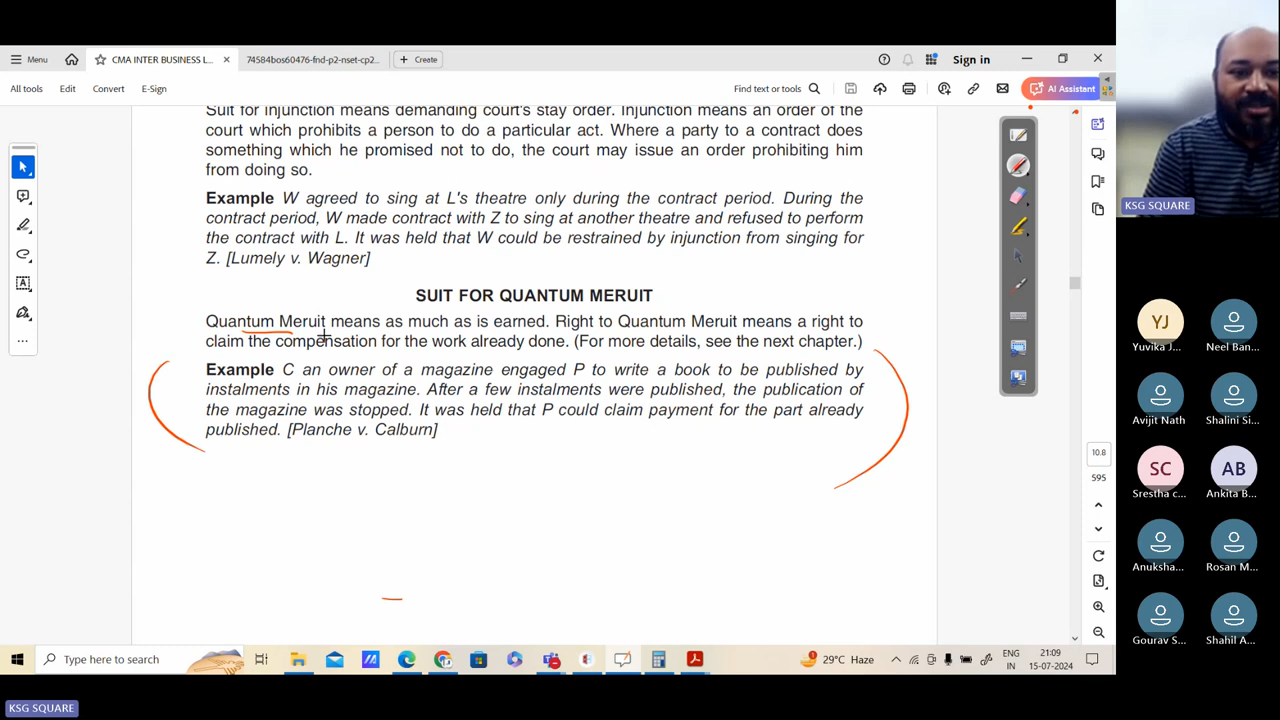 Menu
CMA INTER BUSINESS L...
74584bos60476-fnd-p2-nset-cp2...
Create
Sign in
All tools
Edit
Convert
E-Sign
Find text or tools
AI Assistant
Suit for injunction means demanding court's stay order. Injunction means an order of the
court which prohibits a person to do a particular act. Where a party to a contract does
something which he promised not to do, the court may issue an order prohibiting him
from doing so.
Example W agreed to sing at L's theatre only during the contract period. During the
contract period, W made contract with Z to sing at another theatre and refused to perform
the contract with L. It was held that W could be restrained by injunction from singing for
Z. [Lumely v. Wagner]
SUIT FOR QUANTUM MERUIT
Quantum Meruit means as much as is earned. Right to Quantum Meruit means a right to
claim the compensation for the work already done. (For more details, see the next chapter.)
Example C an owner of a magazine engaged P to write a book to be published by
instalments in his magazine. After a few instalments were published, the publication of
the magazine was stopped. It was held that P could claim payment for the part already
published. [Planche v. Calburn]
10.8
595
KSG SQUARE
YJ
Yuvika J...
Neel Ban...
Avijit Nath
Shalini Si...
SC
Srestha c...
AB
Ankita B...
Anuksha...
Rosan M...
Gourav S...
Shahil A...
Type here to search
29°C Haze
ENG
IN
21:09
15-07-2024
KSG SQUARE